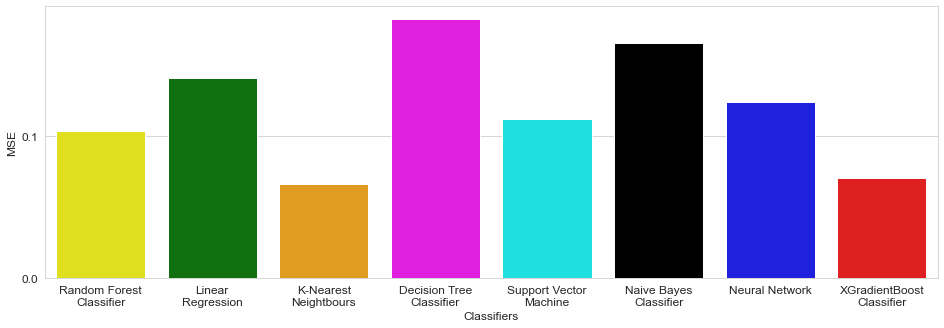 MSE
0.1
0.0
Random Forest
Classifier
Linear
Regression
K-Nearest
Neightbours
Decision Tree
Classifier
Support Vector
Machine
Naive Bayes
Classifier
Neural Network
XGradientBoost
Classifier
Classifiers